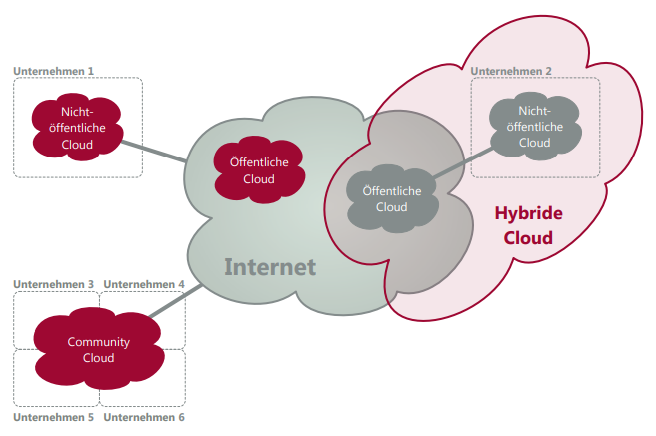 Unternehmen 1
Nicht-
öffentliche
Cloud
Öffentliche
Cloud
Internet
Unternehmen 2
Nicht-
öffentliche
Cloud
Öffentliche
Cloud
Hybride
Cloud
Unternehmen 3
Unternehmen 4
Community
Cloud
Unternehmen 5
Unternehmen 6